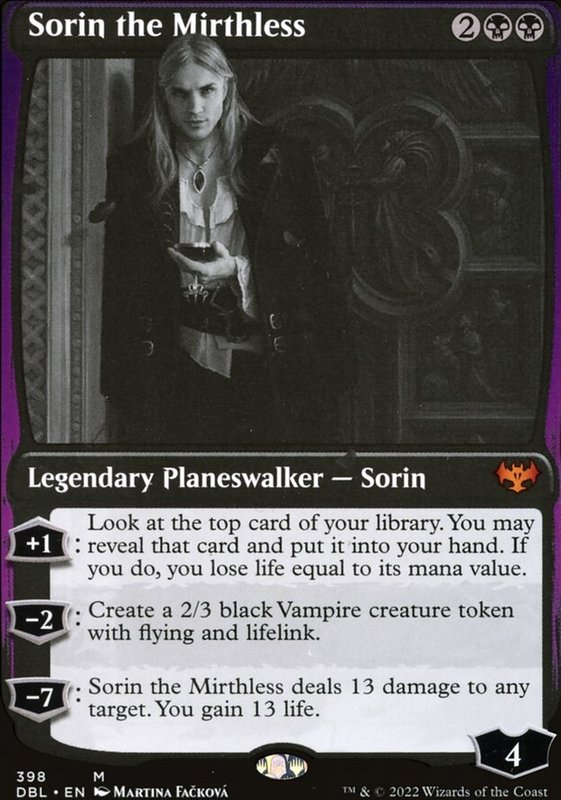 Sorin the Mirthless 2
Legendary Planeswalker — Sorin
+1 : Look at the top card of your library. You may
reveal that card and put it into your hand. If
you do, you lose life equal to its mana value.
−2 : Create a 2/3 black Vampire creature token
with flying and lifelink.
−7 : Sorin the Mirthless deals 13 damage to any
target. You gain 13 life.
4
398 M
DBL • EN Martina Fačková
™ & © 2022 Wizards of the Coast